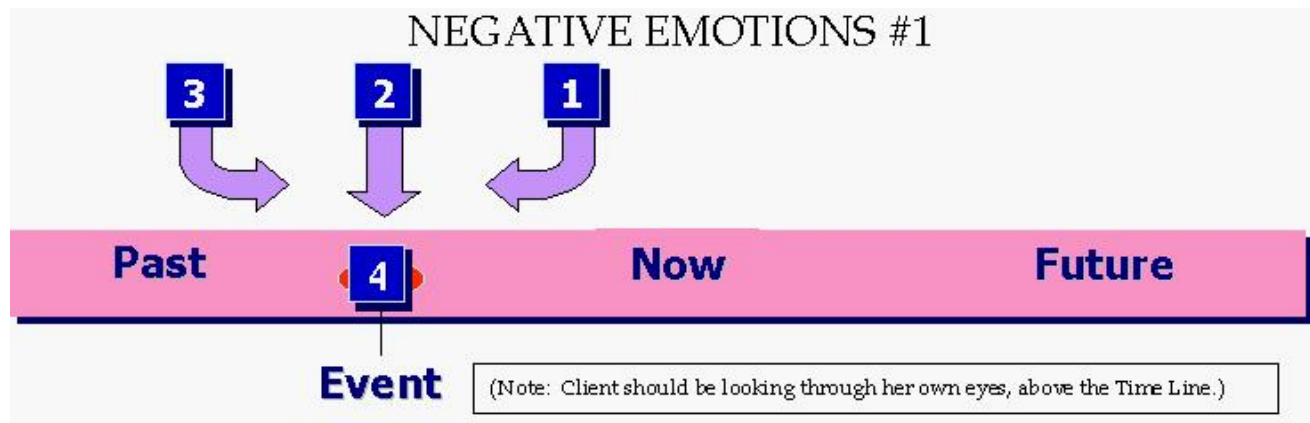 NEGATIVE EMOTIONS #1
3 2 1
Past 4 Now Future
Event
(Note: Client should be looking through her own eyes, above the Time Line.)